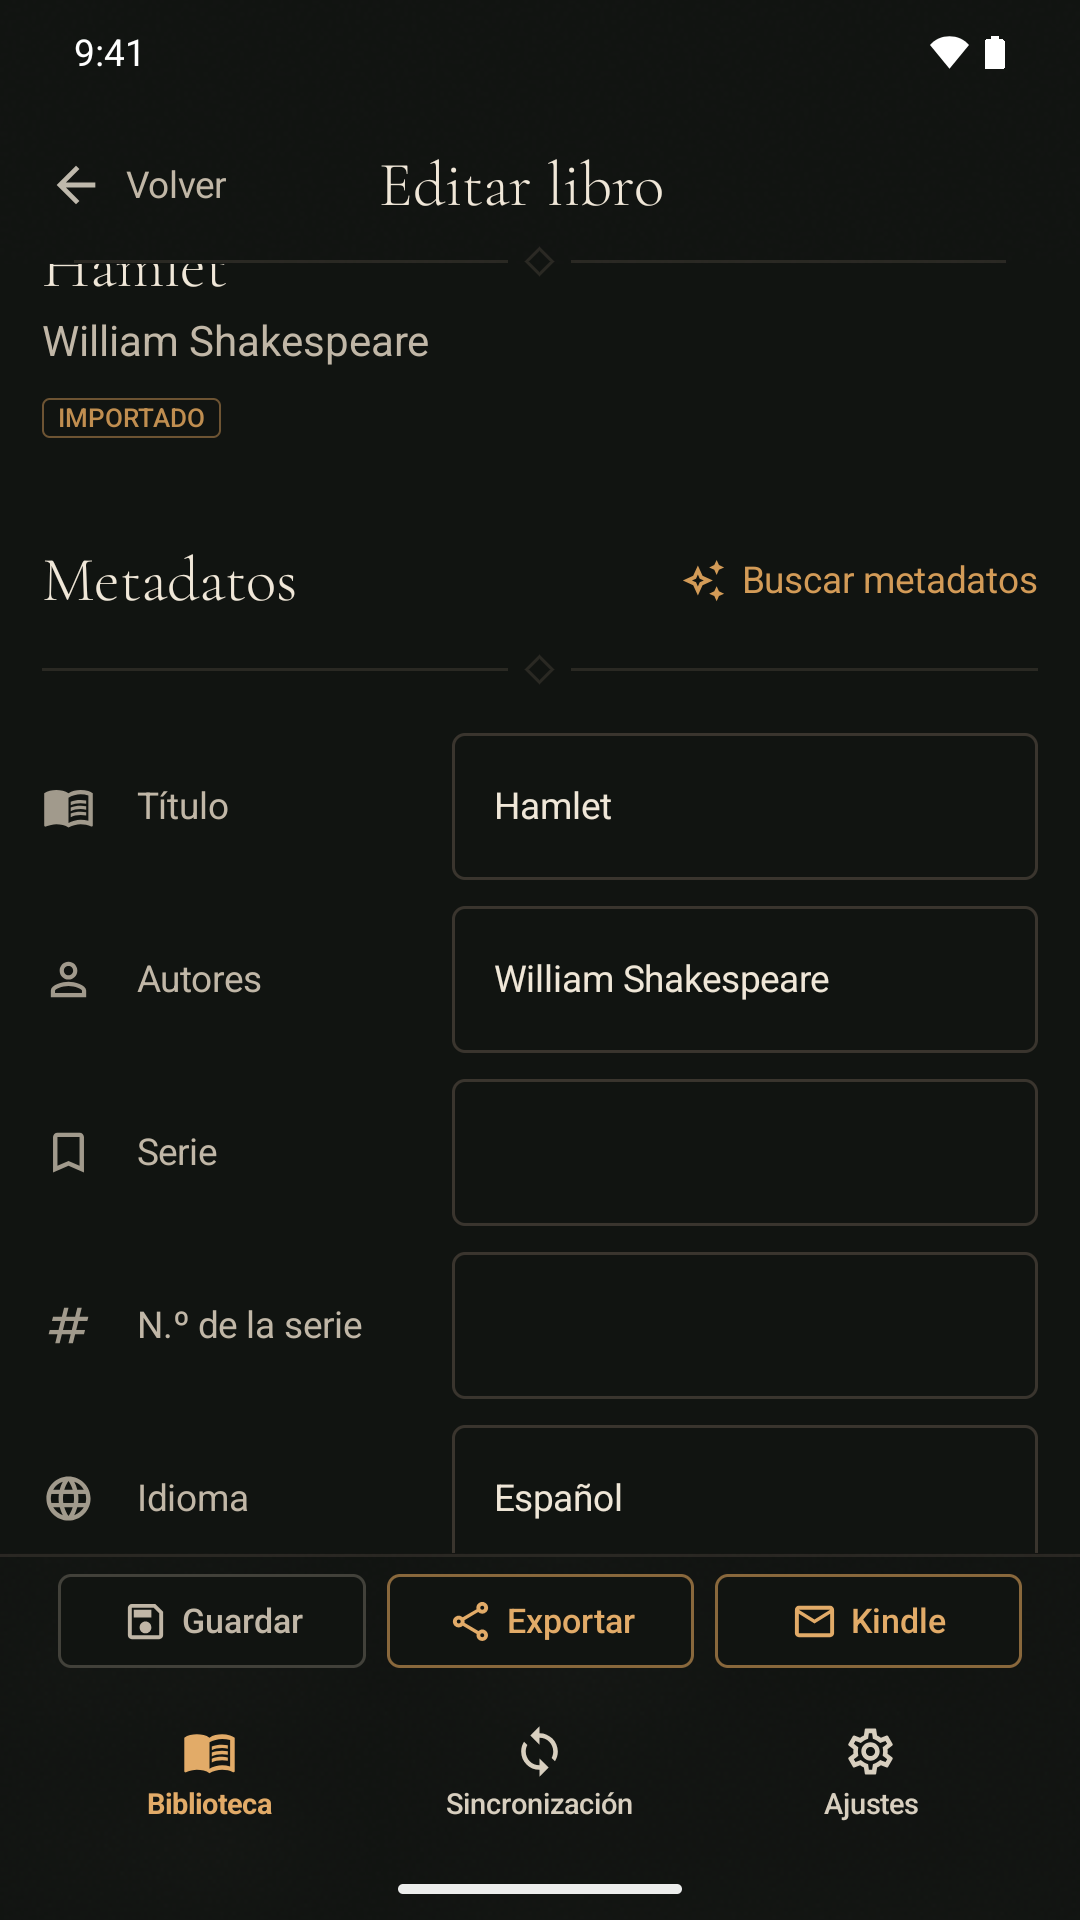 9:41
Volver
Editar libro
Hamlet
William Shakespeare
IMPORTADO
Metadatos
Buscar metadatos
Título
Hamlet
Autores
William Shakespeare
Serie
N.º de la serie
Idioma
Español
Guardar
Exportar
Kindle
Biblioteca
Sincronización
Ajustes